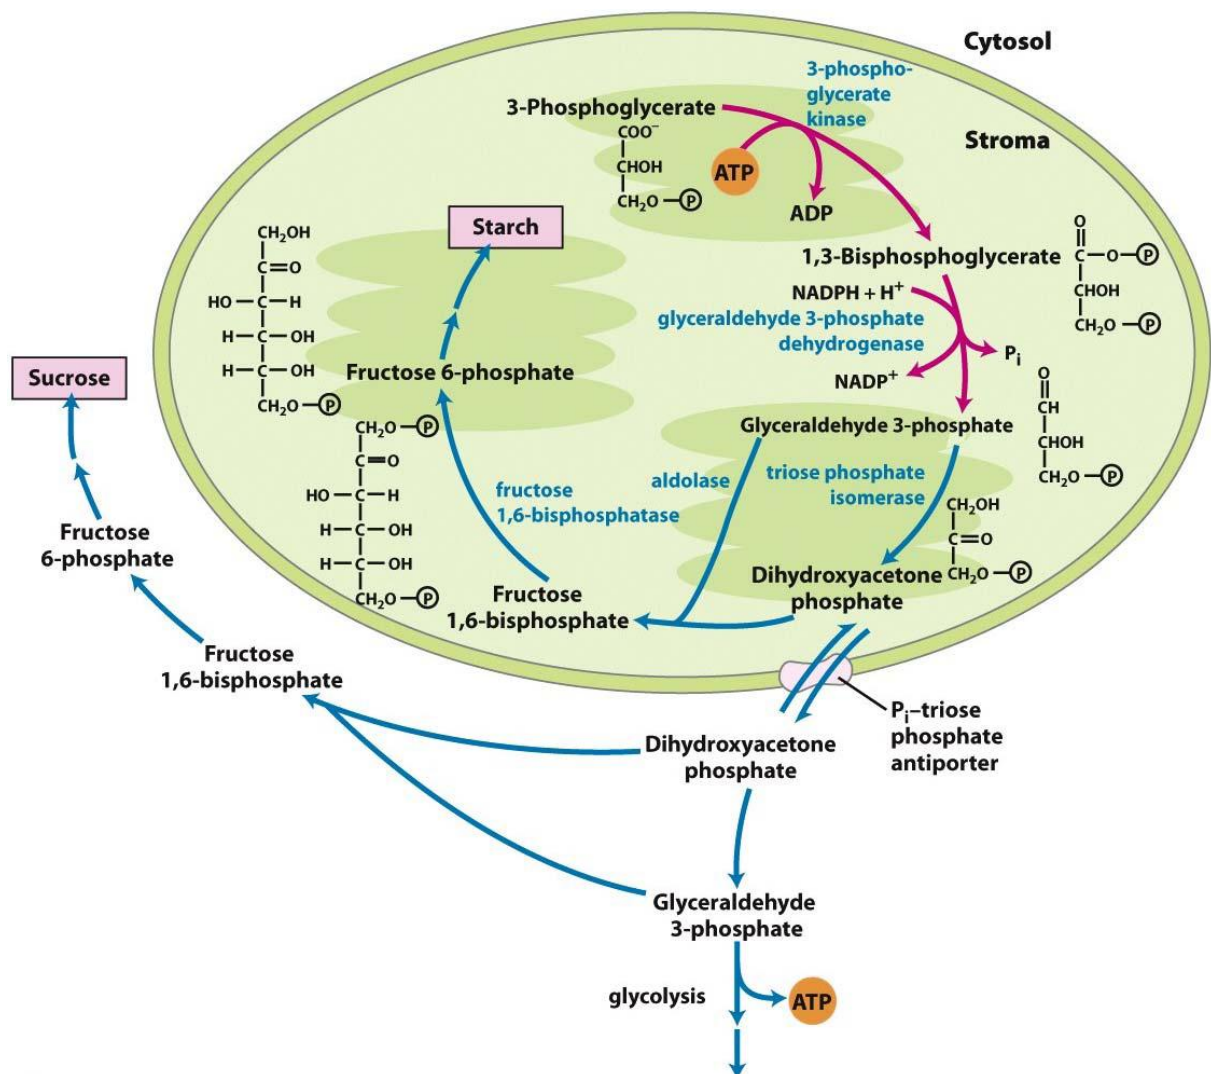 Cytosol
3-phospho-
glycerate
kinase
3-Phosphoglycerate
Stroma
COO⁻
CHOH
CH₂O — P
ATP
ADP
Starch
1,3-Bisphosphoglycerate
O
C — O — P
CHOH
CH₂O — P
NADPH + H⁺
glyceraldehyde 3-phosphate
dehydrogenase
Pᵢ
NADP⁺
CH₂OH
C=O
HO — C — H
H — C — OH
H — C — OH
CH₂O — P
Fructose 6-phosphate
Sucrose
Glyceraldehyde 3-phosphate
O
CH
CHOH
CH₂O — P
CH₂O — P
C=O
HO — C — H
H — C — OH
H — C — OH
CH₂O — P
fructose
1,6-bisphosphatase
aldolase
triose phosphate
isomerase
CH₂OH
C=O
CH₂O — P
Fructose
6-phosphate
Dihydroxyacetone
phosphate
Fructose
1,6-bisphosphate
Fructose
1,6-bisphosphate
Pᵢ–triose
phosphate
antiporter
Dihydroxyacetone
phosphate
Glyceraldehyde
3-phosphate
glycolysis
ATP